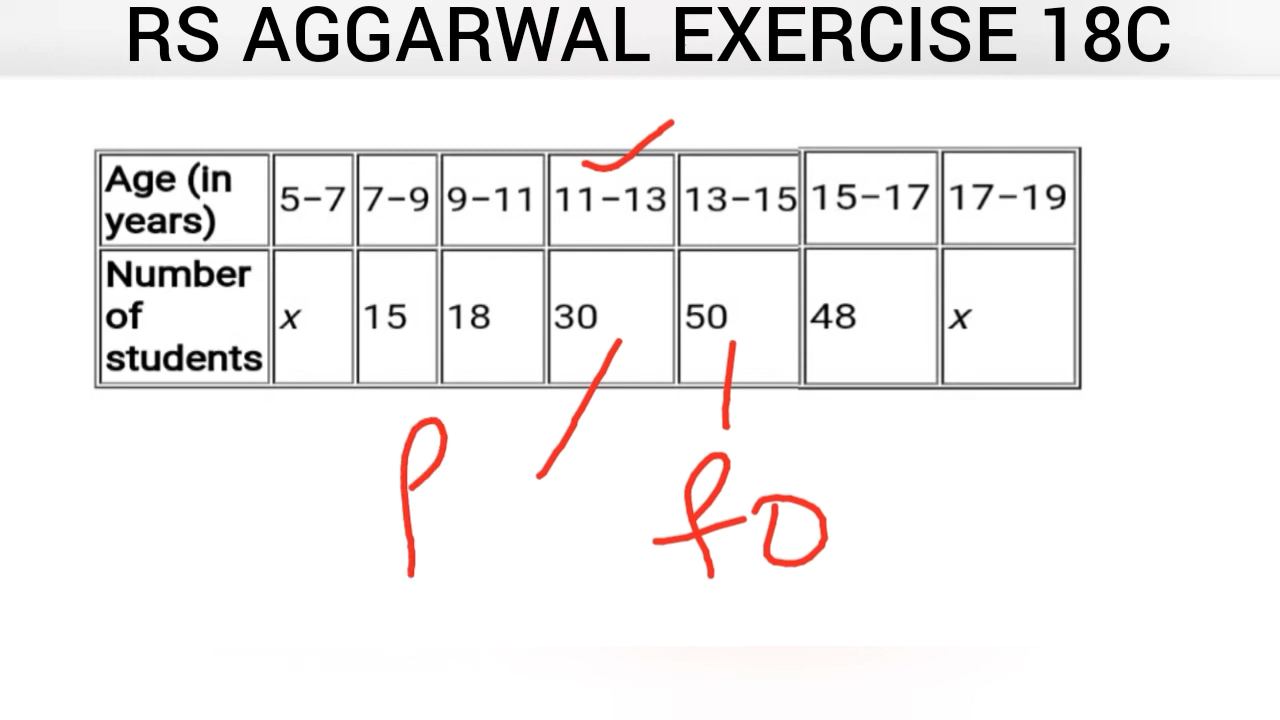 RS AGGARWAL EXERCISE 18C
Age (in years) 5–7 7–9 9–11 11–13 13–15 15–17 17–19
Number of students x 15 18 30 50 48 x